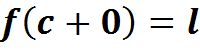 f(c + 0) = l